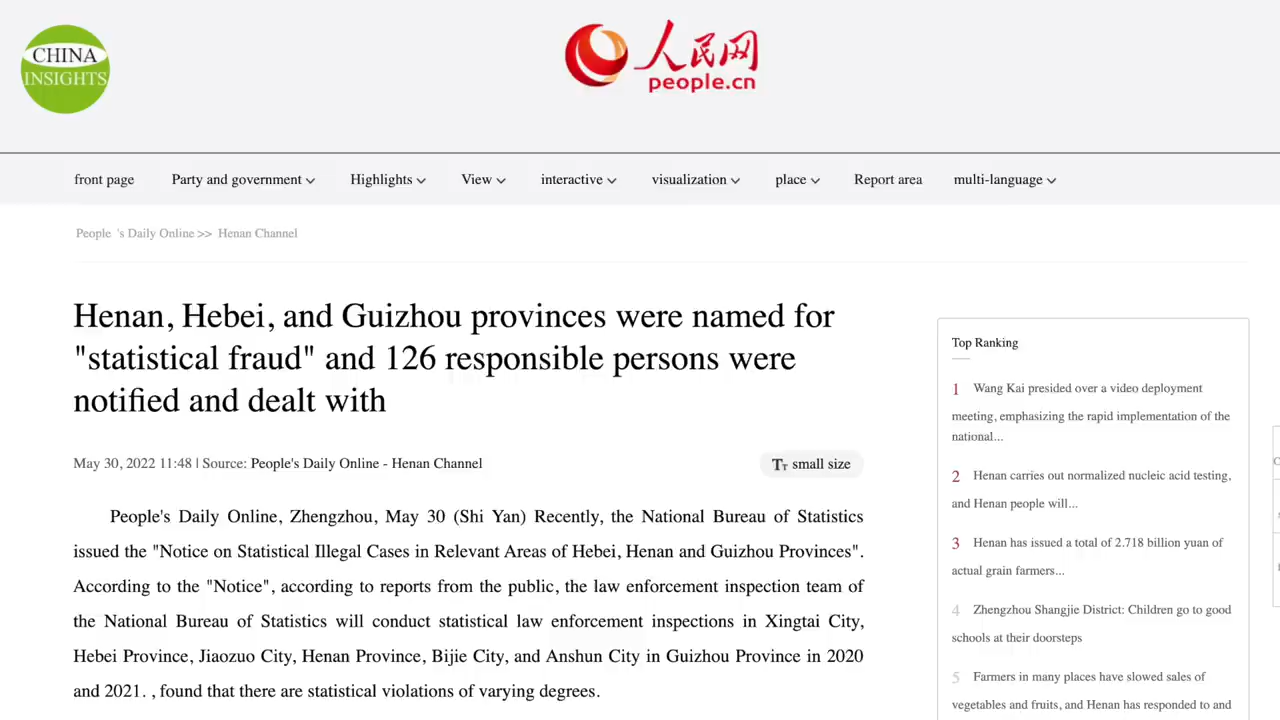 CHINA
INSIGHTS
人民网
people.cn
front page Party and government Highlights View interactive visualization place Report area multi-language
People 's Daily Online >> Henan Channel
Henan, Hebei, and Guizhou provinces were named for
"statistical fraud" and 126 responsible persons were
notified and dealt with
May 30, 2022 11:48 | Source: People's Daily Online - Henan Channel
TT small size
People's Daily Online, Zhengzhou, May 30 (Shi Yan) Recently, the National Bureau of Statistics
issued the "Notice on Statistical Illegal Cases in Relevant Areas of Hebei, Henan and Guizhou Provinces".
According to the "Notice", according to reports from the public, the law enforcement inspection team of
the National Bureau of Statistics will conduct statistical law enforcement inspections in Xingtai City,
Hebei Province, Jiaozuo City, Henan Province, Bijie City, and Anshun City in Guizhou Province in 2020
and 2021. , found that there are statistical violations of varying degrees.
Top Ranking
1 Wang Kai presided over a video deployment
meeting, emphasizing the rapid implementation of the
national...
2 Henan carries out normalized nucleic acid testing,
and Henan people will...
3 Henan has issued a total of 2.718 billion yuan of
actual grain farmers...
4 Zhengzhou Shangjie District: Children go to good
schools at their doorsteps
5 Farmers in many places have slowed sales of
vegetables and fruits, and Henan has responded to and